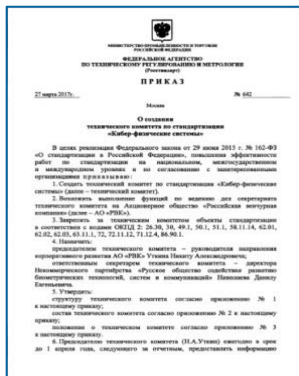 МИНИСТЕРСТВО ПРОМЫШЛЕННОСТИ И ТОРГОВЛИ
РОССИЙСКОЙ ФЕДЕРАЦИИ
ФЕДЕРАЛЬНОЕ АГЕНТСТВО
ПО ТЕХНИЧЕСКОМУ РЕГУЛИРОВАНИЮ И МЕТРОЛОГИИ
(Росстандарт)
ПРИКАЗ
27 марта 2017г. № 642
Москва
О создании
технического комитета по стандартизации
«Кибер-физические системы»
В целях реализации Федерального закона от 29 июня 2015 г. № 162-ФЗ
«О стандартизации в Российской Федерации», повышения эффективности
работ по стандартизации на национальном, межгосударственном
и международном уровнях и по согласованию с заинтересованными
организациями приказываю:
1. Создать технический комитет по стандартизации «Кибер-физические
системы» (далее – технический комитет).
2. Возложить выполнение функций по ведению дел секретариата
технического комитета на Акционерное общество «Российская венчурная
компания» (далее – АО «РВК»).
3. Закрепить за техническим комитетом объекты стандартизации
в соответствии с кодами ОКПД 2: 26.30, 30, 49.1, 50.1, 51.1, 58.11.14, 62.01,
62.02, 62.03, 63.11.1, 72, 72.11.12, 71.12.4, 86.90.1.
4. Назначить:
председателем технического комитета – руководителя направления
корпоративного развития АО «РВК» Уткина Никиту Александровича;
ответственным секретарем технического комитета – директора
Некоммерческого партнёрства «Русское общество содействия развитию
биометрических технологий, систем и коммуникаций» Николаева Данилу
Евгеньевича.
5. Утвердить:
структуру технического комитета согласно приложению № 1
к настоящему приказу;
состав технического комитета согласно приложению № 2 к настоящему
приказу;
положение о техническом комитете согласно приложению № 3
к настоящему приказу.
6. Председателю технического комитета (Н.А.Уткин) ежегодно в срок
до 1 апреля года, следующего за отчетным, представлять информацию